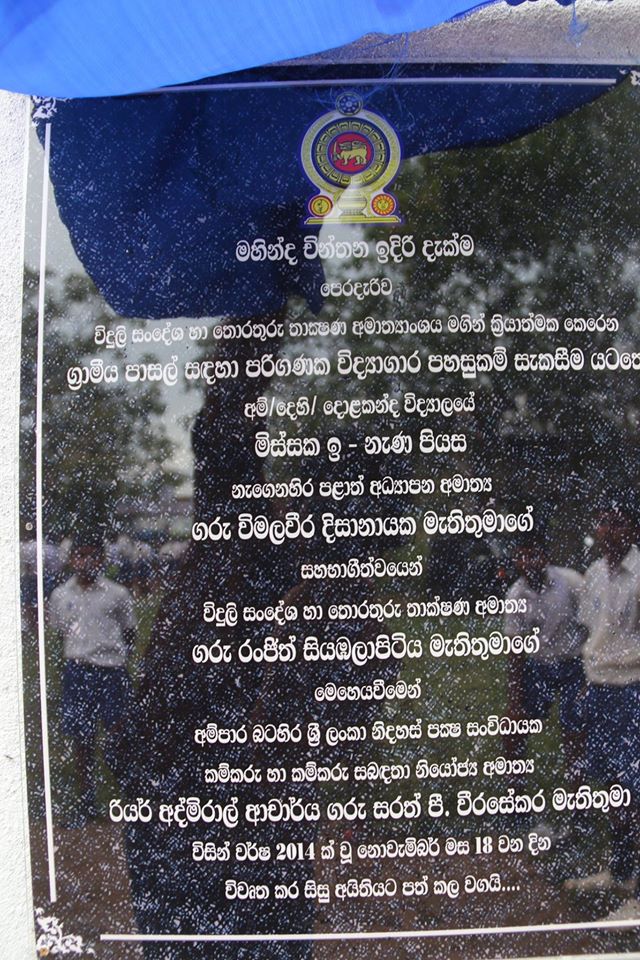 මහින්ද චින්තන ඉදිරි දැක්ම
පෙරදැරිව
විදුලි සංදේශ හා තොරතුරු තාක්ෂණ අමාත්‍යාංශය මගින් ක්‍රියාත්මක කෙරෙන
ග්‍රාමීය පාසල් සඳහා පරිගණක විද්‍යාගාර පහසුකම් සැකසීම යටතේ
අම්/දෙහි/ දොළකන්ද විද්‍යාලයේ
මිස්සක ඉ - නැණ පියස
නැගෙනහිර පළාත් අධ්‍යාපන අමාත්‍ය
ගරු විමලවීර දිසානායක මැතිතුමාගේ
සහභාගීත්වයෙන්
විදුලි සංදේශ හා තොරතුරු තාක්ෂණ අමාත්‍ය
ගරු රංජිත් සියඹලාපිටිය මැතිතුමාගේ
මෙහෙයවීමෙන්
අම්පාර බටහිර ශ්‍රී ලංකා නිදහස් පක්ෂ සංවිධායක
කම්කරු හා කම්කරු සබඳතා නියෝජ්‍ය අමාත්‍ය
රියර් අද්මිරාල් ආචාර්ය ගරු සරත් පී. වීරසේකර මැතිතුමා
විසින් වර්ෂ 2014 ක් වූ නොවැම්බර් මස 18 වන දින
විවෘත කර සිසු අයිතියට පත් කල වගයි....